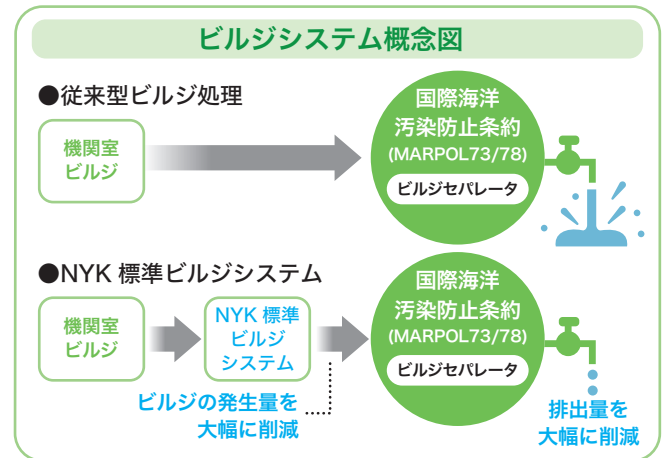 ビルジシステム概念図
●従来型ビルジ処理
機関室
ビルジ
国際海洋
汚染防止条約
(MARPOL73/78)
ビルジセパレータ
●NYK 標準ビルジシステム
機関室
ビルジ
NYK 標準
ビルジ
システム
国際海洋
汚染防止条約
(MARPOL73/78)
ビルジセパレータ
ビルジの発生量を
大幅に削減
排出量を
大幅に削減